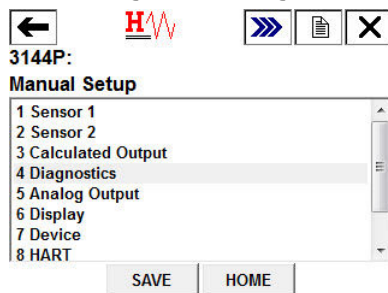 H
3144P:
Manual Setup
1 Sensor 1
2 Sensor 2
3 Calculated Output
4 Diagnostics
5 Analog Output
6 Display
7 Device
8 HART
SAVE HOME